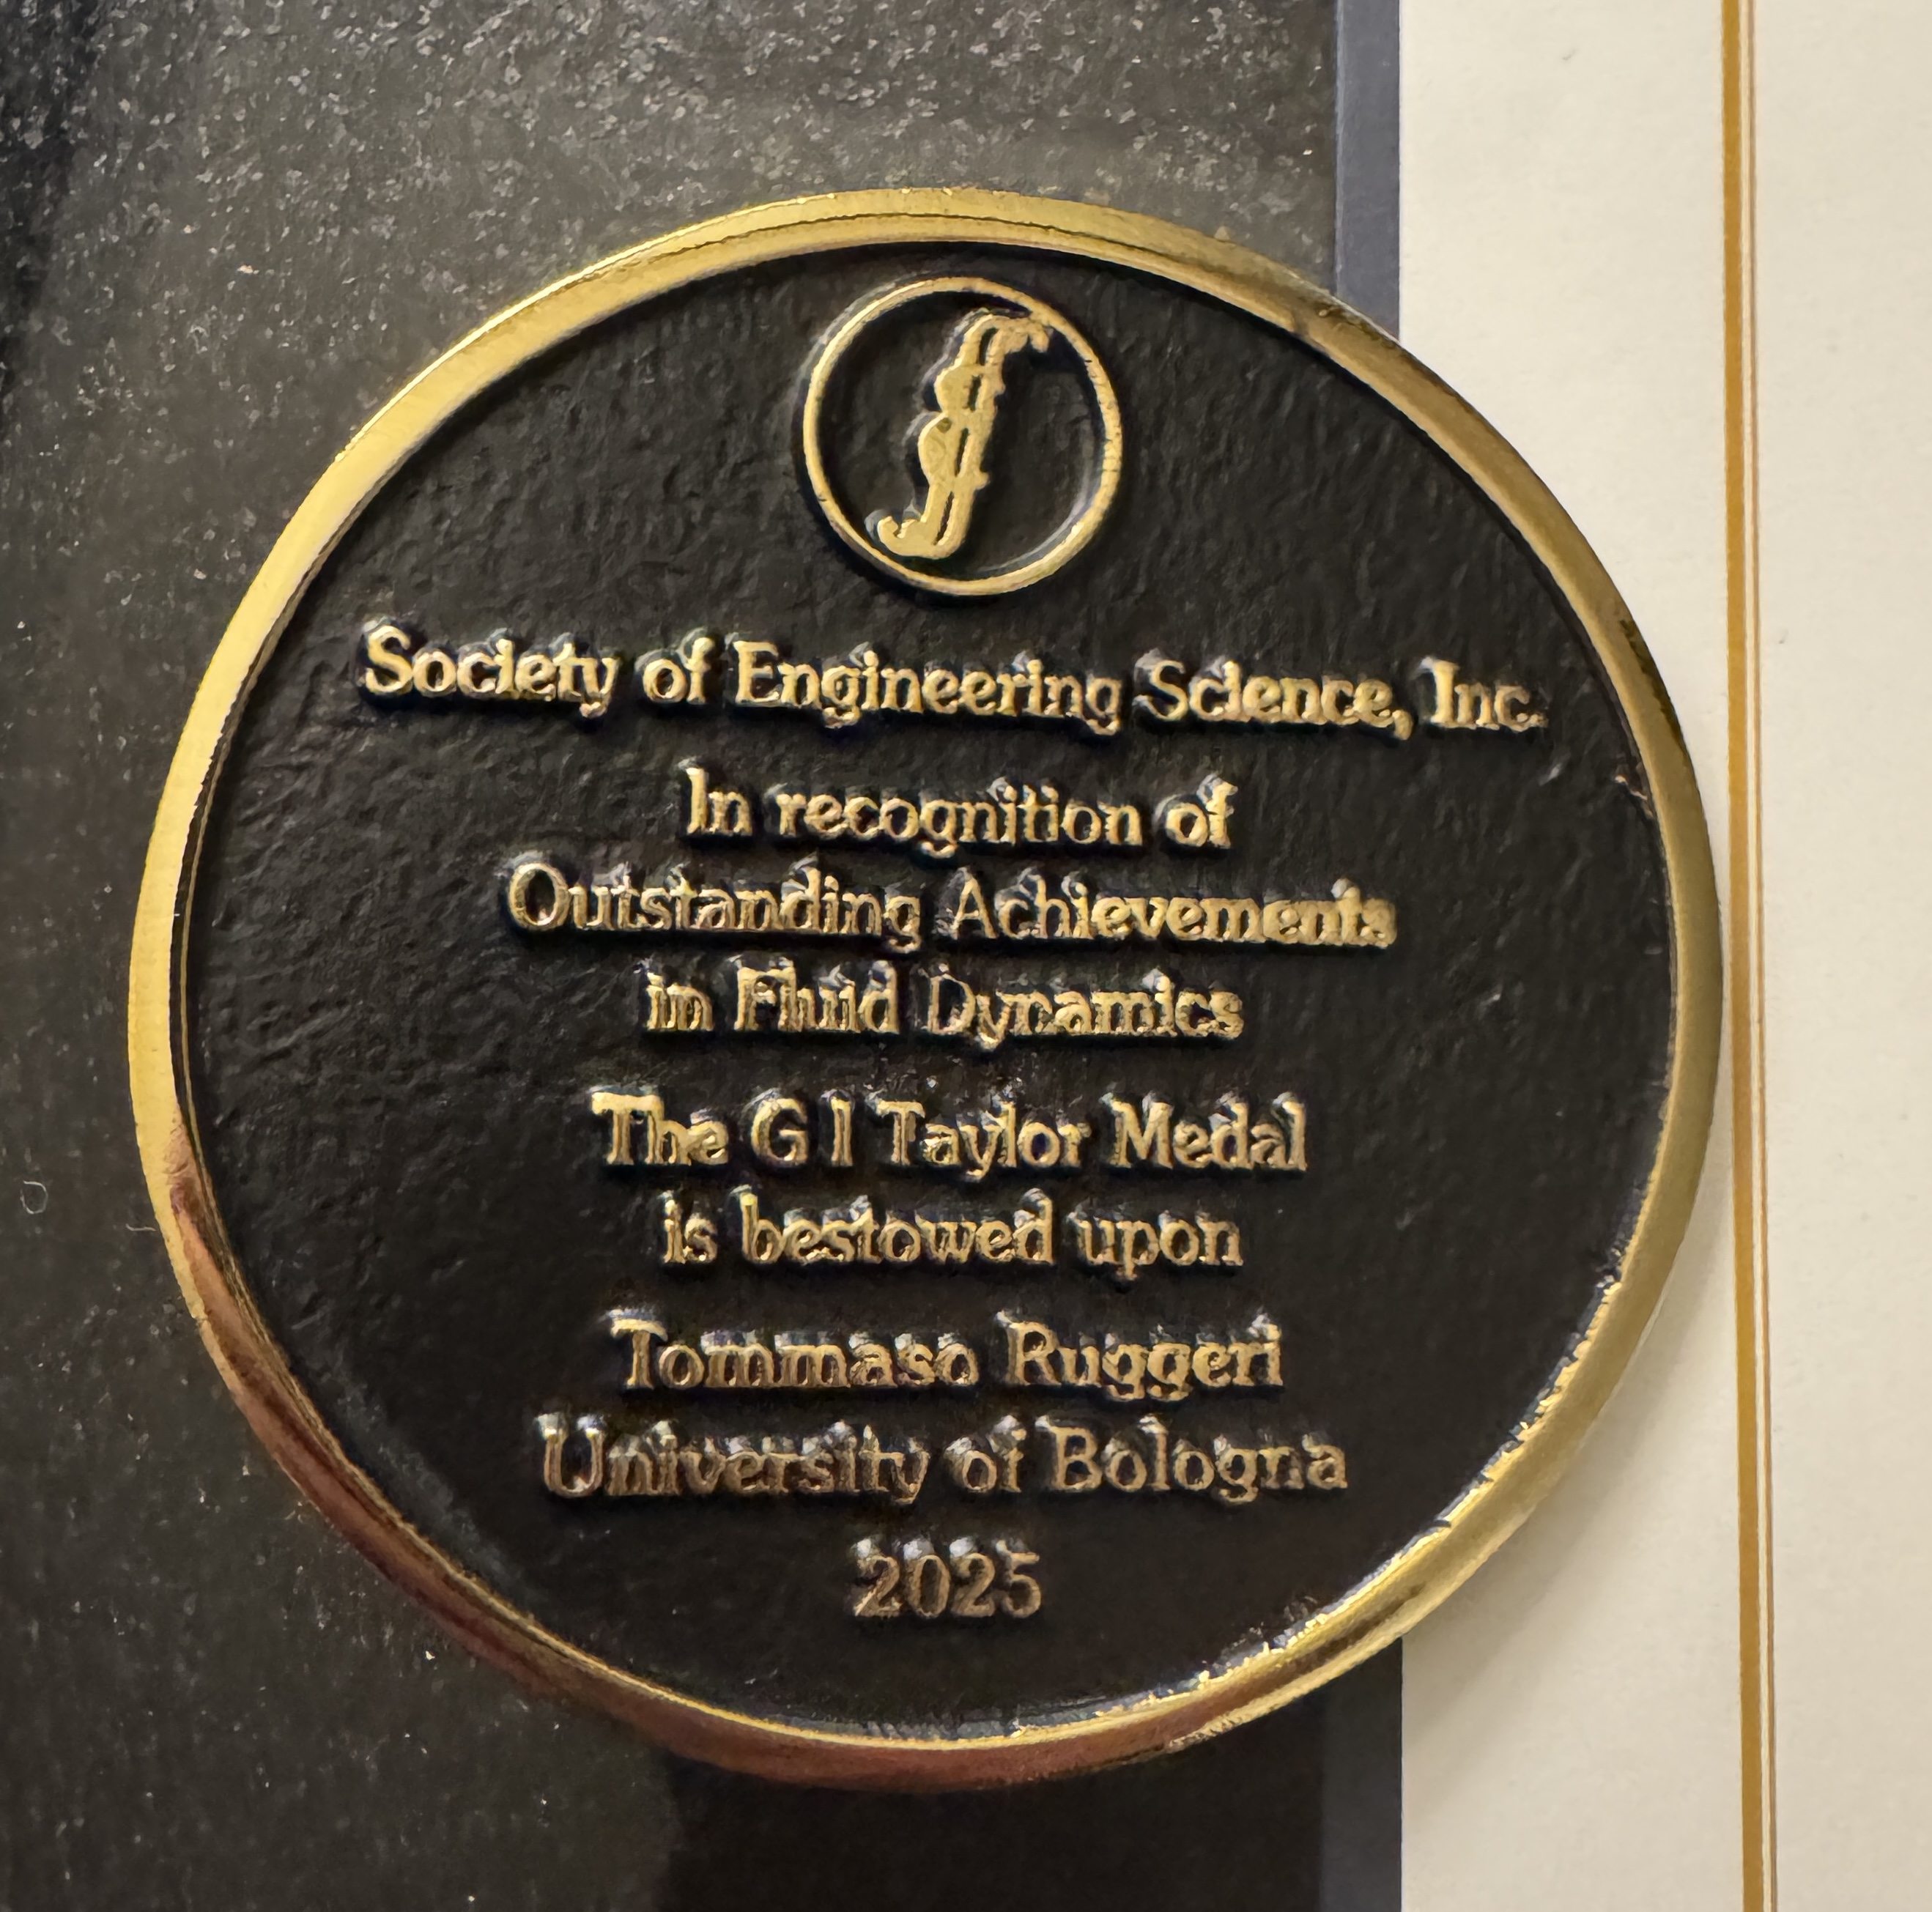 Society of Engineering Science, Inc.
In recognition of
Outstanding Achievements
in Fluid Dynamics
The G I Taylor Medal
is bestowed upon
Tommaso Ruggeri
University of Bologna
2025